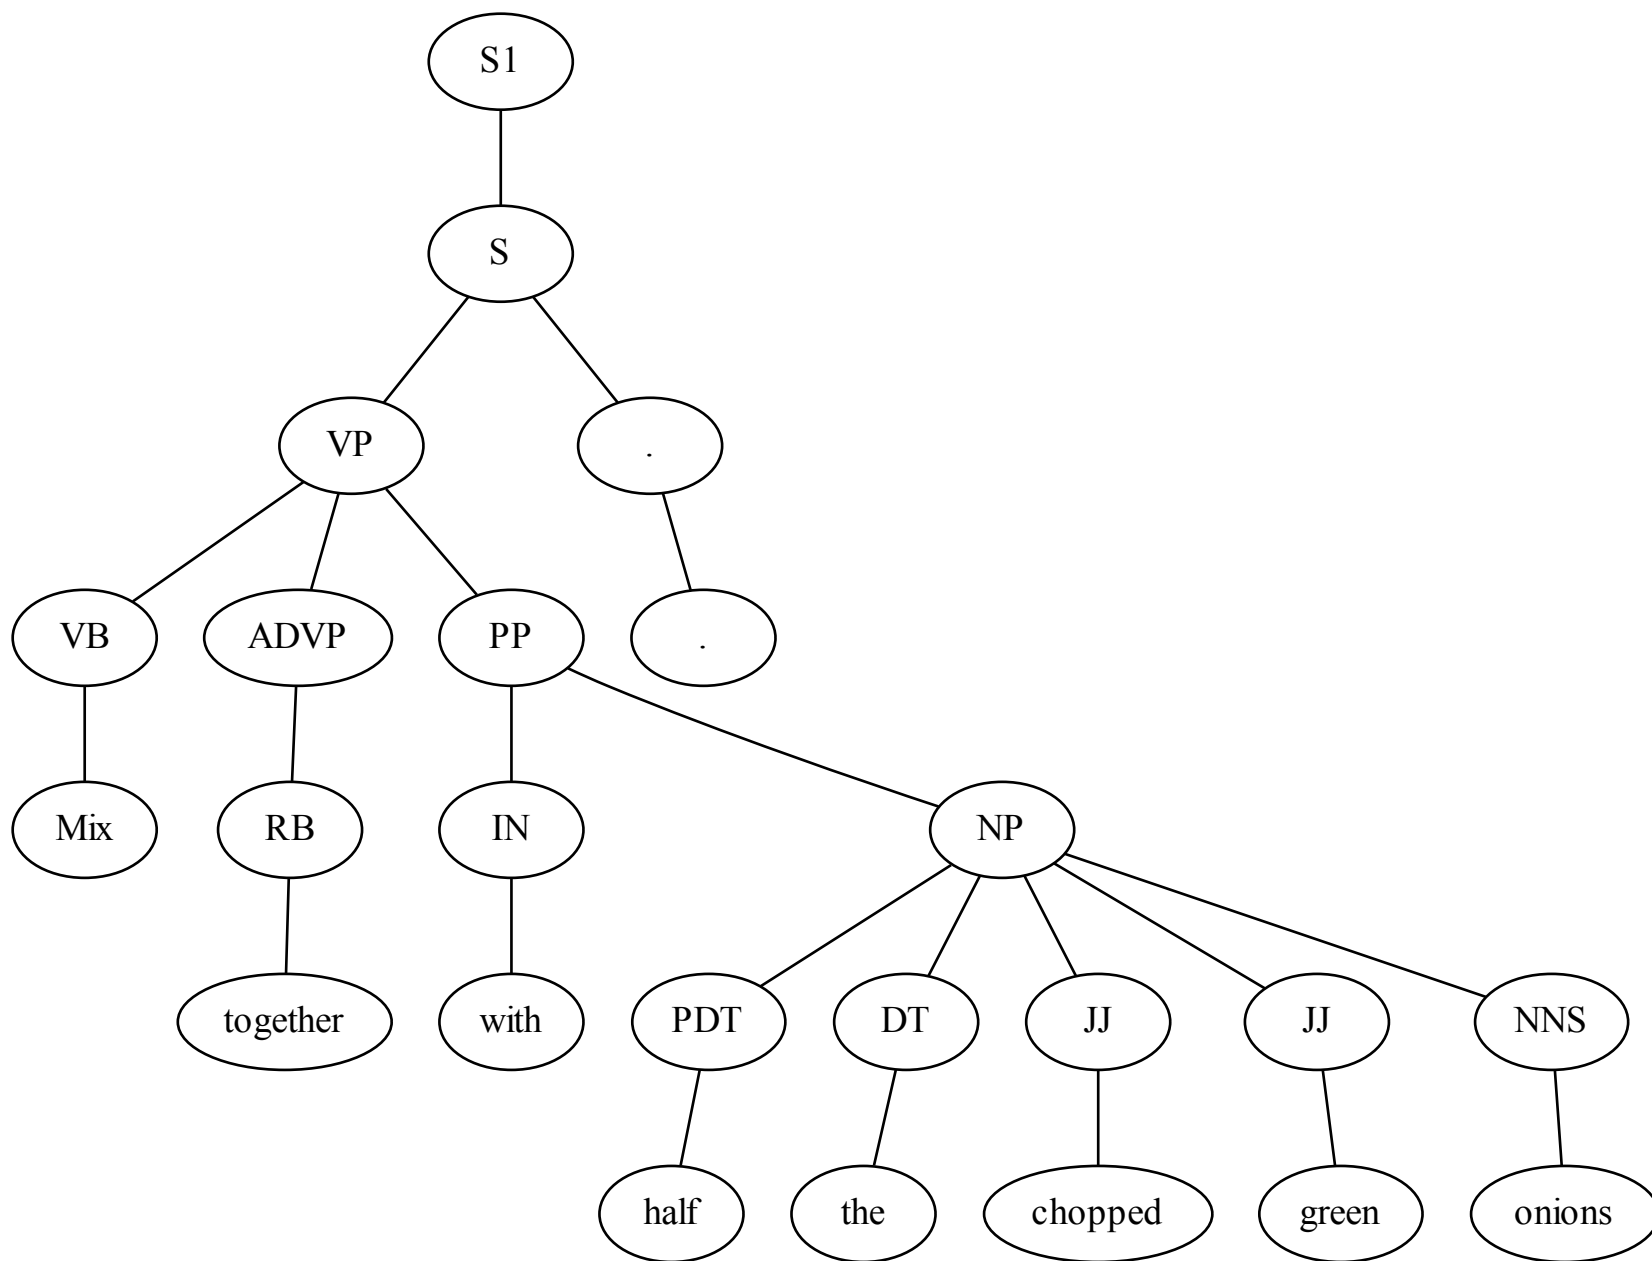 S1
S
VP .
VB ADVP PP .
Mix RB IN NP
together with PDT DT JJ JJ NNS
half the chopped green onions